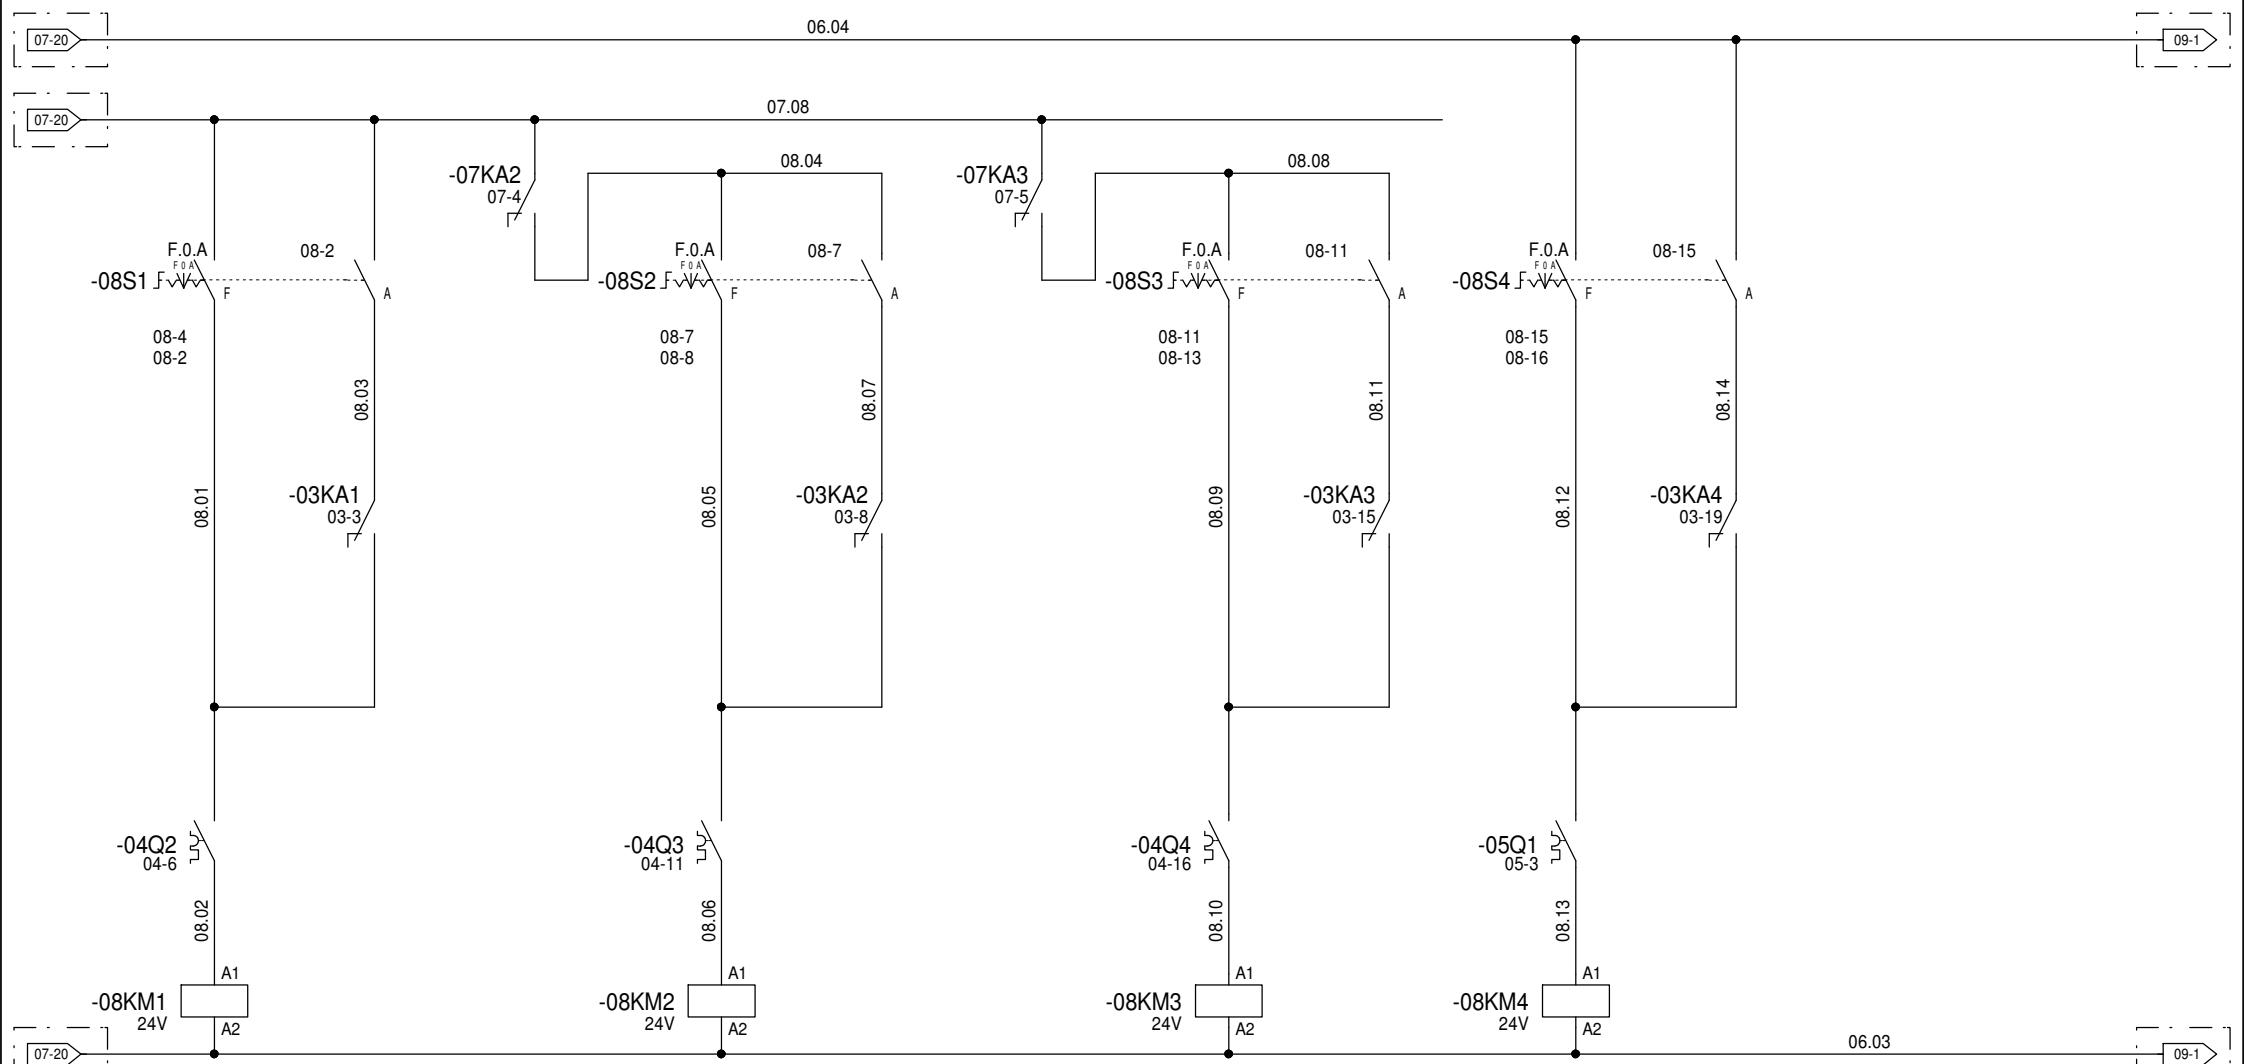 07-20 06.04 09-1
07-20 07.08
08.04 08.08
-07KA2 -07KA3
07-4 07-5
F.0.A 08-2 F.0.A 08-7 F.0.A 08-11 F.0.A 08-15
F 0 A F 0 A F 0 A F 0 A
-08S1 -08S2 -08S3 -08S4
F A F A F A F A
08-4 08-7 08-11 08-15
08-2 08-8 08-13 08-16
08.03 08.07 08.11 08.14
08.01 08.05 08.09 08.12
-03KA1 -03KA2 -03KA3 -03KA4
03-3 03-8 03-15 03-19
-04Q2 -04Q3 -04Q4 -05Q1
04-6 04-11 04-16 05-3
08.02 08.06 08.10 08.13
A1 A1 A1 A1
-08KM1 -08KM2 -08KM3 -08KM4
24V A2 24V A2 24V A2 24V A2
07-20 06.03 09-1